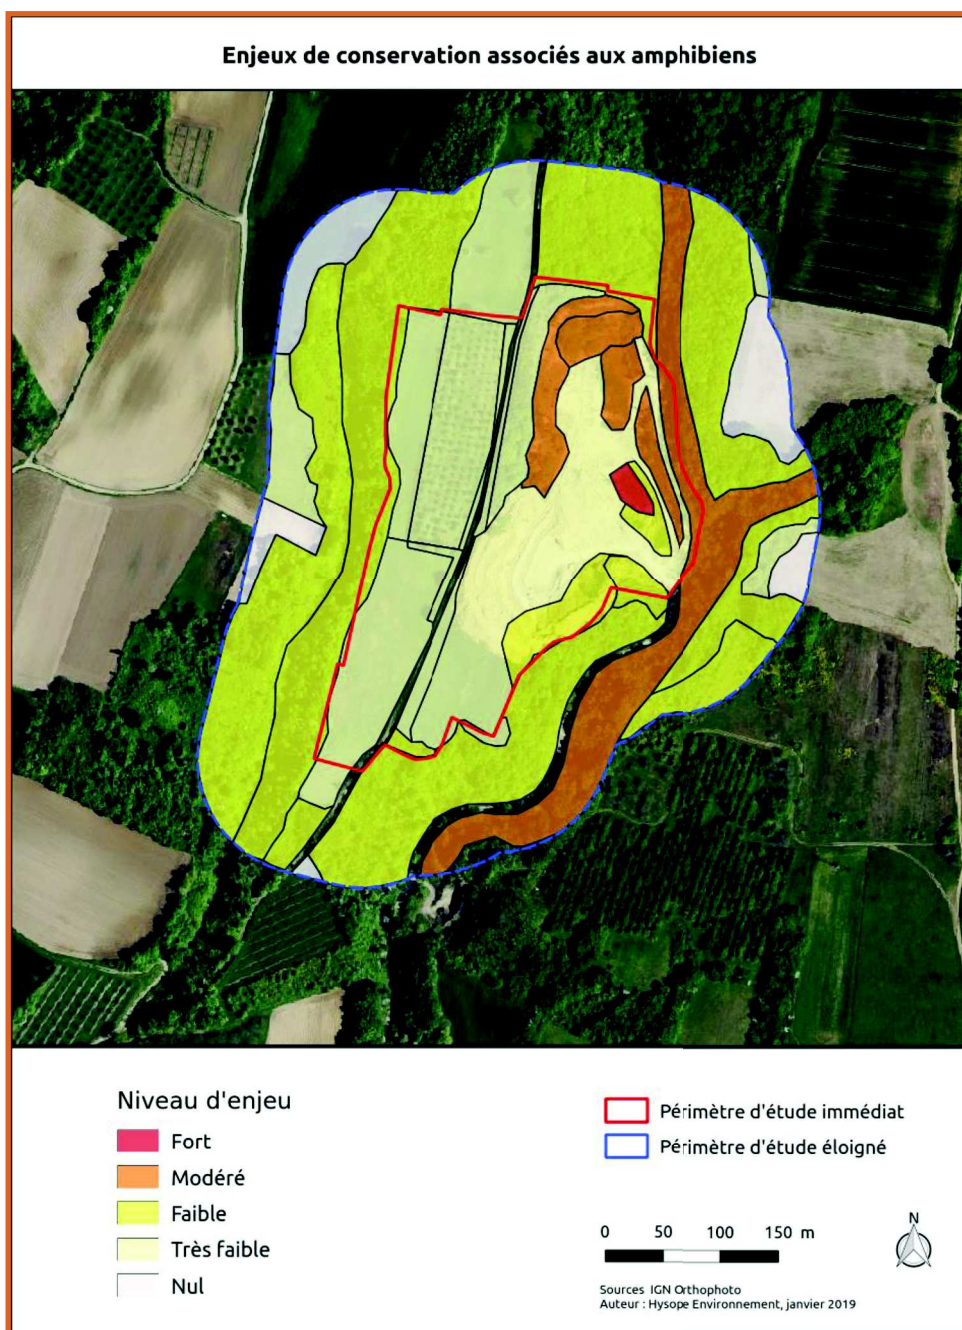 Enjeux de conservation associés aux amphibiens
Niveau d'enjeu
Fort
Modéré
Faible
Très faible
Nul
Périmètre d'étude immédiat
Périmètre d'étude éloigné
0 50 100 150 m
N
Sources IGN Orthophoto
Auteur : Hysope Environnement, janvier 2019